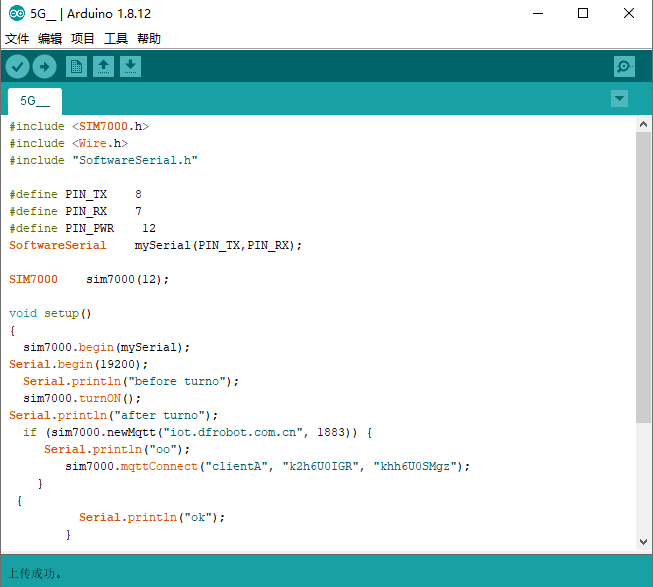 5G__ | Arduino 1.8.12
文件 编辑 项目 工具 帮助
5G__
#include <SIM7000.h>
#include <Wire.h>
#include "SoftwareSerial.h"
#define PIN_TX    8
#define PIN_RX    7
#define PIN_PWR    12
SoftwareSerial    mySerial(PIN_TX,PIN_RX);
SIM7000    sim7000(12);
void setup()
{
  sim7000.begin(mySerial);
Serial.begin(19200);
  Serial.println("before turno");
  sim7000.turnON();
Serial.println("after turno");
  if (sim7000.newMqtt("iot.dfrobot.com.cn", 1883)) {
     Serial.println("oo");
        sim7000.mqttConnect("clientA", "k2h6U0IGR", "khh6U0SMgz");
    }
 {
          Serial.println("ok");
        }
上传成功。